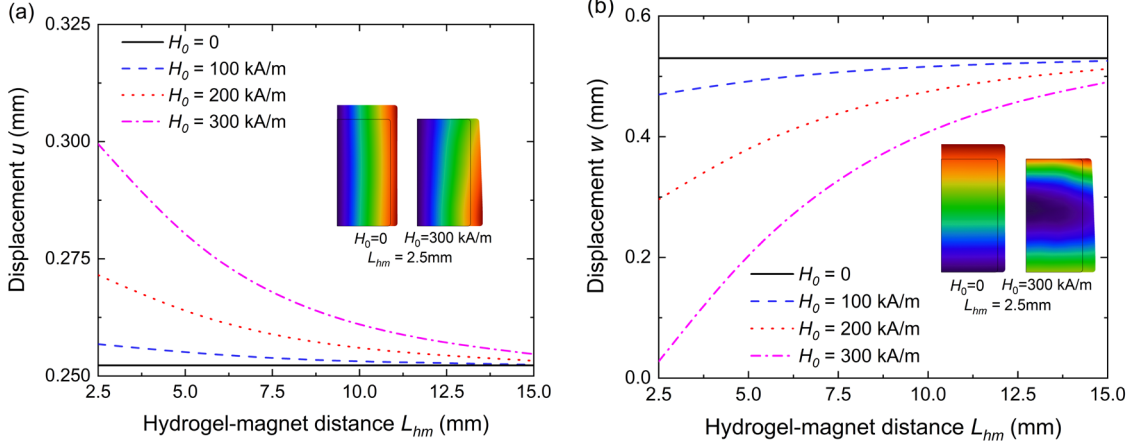 (a)
0.325
0.300
0.275
0.250
Displacement u (mm)
H0 = 0
H0 = 100 kA/m
H0 = 200 kA/m
H0 = 300 kA/m
H0=0 H0=300 kA/m
Lhm = 2.5mm
2.5 5.0 7.5 10.0 12.5 15.0
Hydrogel-magnet distance Lhm (mm)
(b)
0.6
0.4
0.2
0.0
Displacement w (mm)
H0=0 H0=300 kA/m
Lhm = 2.5mm
H0 = 0
H0 = 100 kA/m
H0 = 200 kA/m
H0 = 300 kA/m
2.5 5.0 7.5 10.0 12.5 15.0
Hydrogel-magnet distance Lhm (mm)